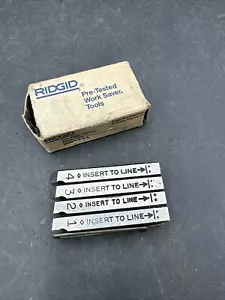 RIDGID
Pre-Tested
Work Saver
Tools
RIDGID
4 INSERT TO LINE
3 INSERT TO LINE
2 INSERT TO LINE
1 INSERT TO LINE